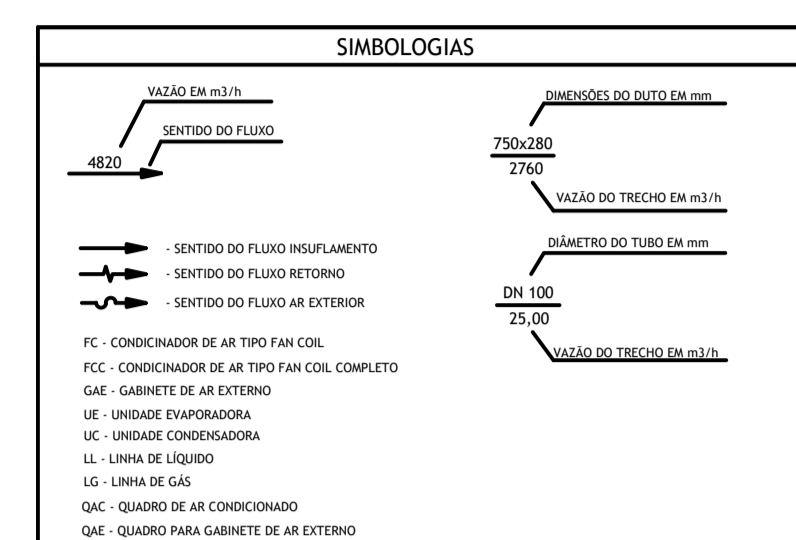 SIMBOLOGIAS
VAZÃO EM m3/h
SENTIDO DO FLUXO
4820
DIMENSÕES DO DUTO EM mm
750x280
2760
VAZÃO DO TRECHO EM m3/h
- SENTIDO DO FLUXO INSUFLAMENTO
- SENTIDO DO FLUXO RETORNO
- SENTIDO DO FLUXO AR EXTERIOR
DIÂMETRO DO TUBO EM mm
DN 100
25,00
VAZÃO DO TRECHO EM m3/h
FC - CONDICINADOR DE AR TIPO FAN COIL
FCC - CONDICINADOR DE AR TIPO FAN COIL COMPLETO
GAE - GABINETE DE AR EXTERNO
UE - UNIDADE EVAPORADORA
UC - UNIDADE CONDENSADORA
LL - LINHA DE LÍQUIDO
LG - LINHA DE GÁS
QAC - QUADRO DE AR CONDICIONADO
QAE - QUADRO PARA GABINETE DE AR EXTERNO